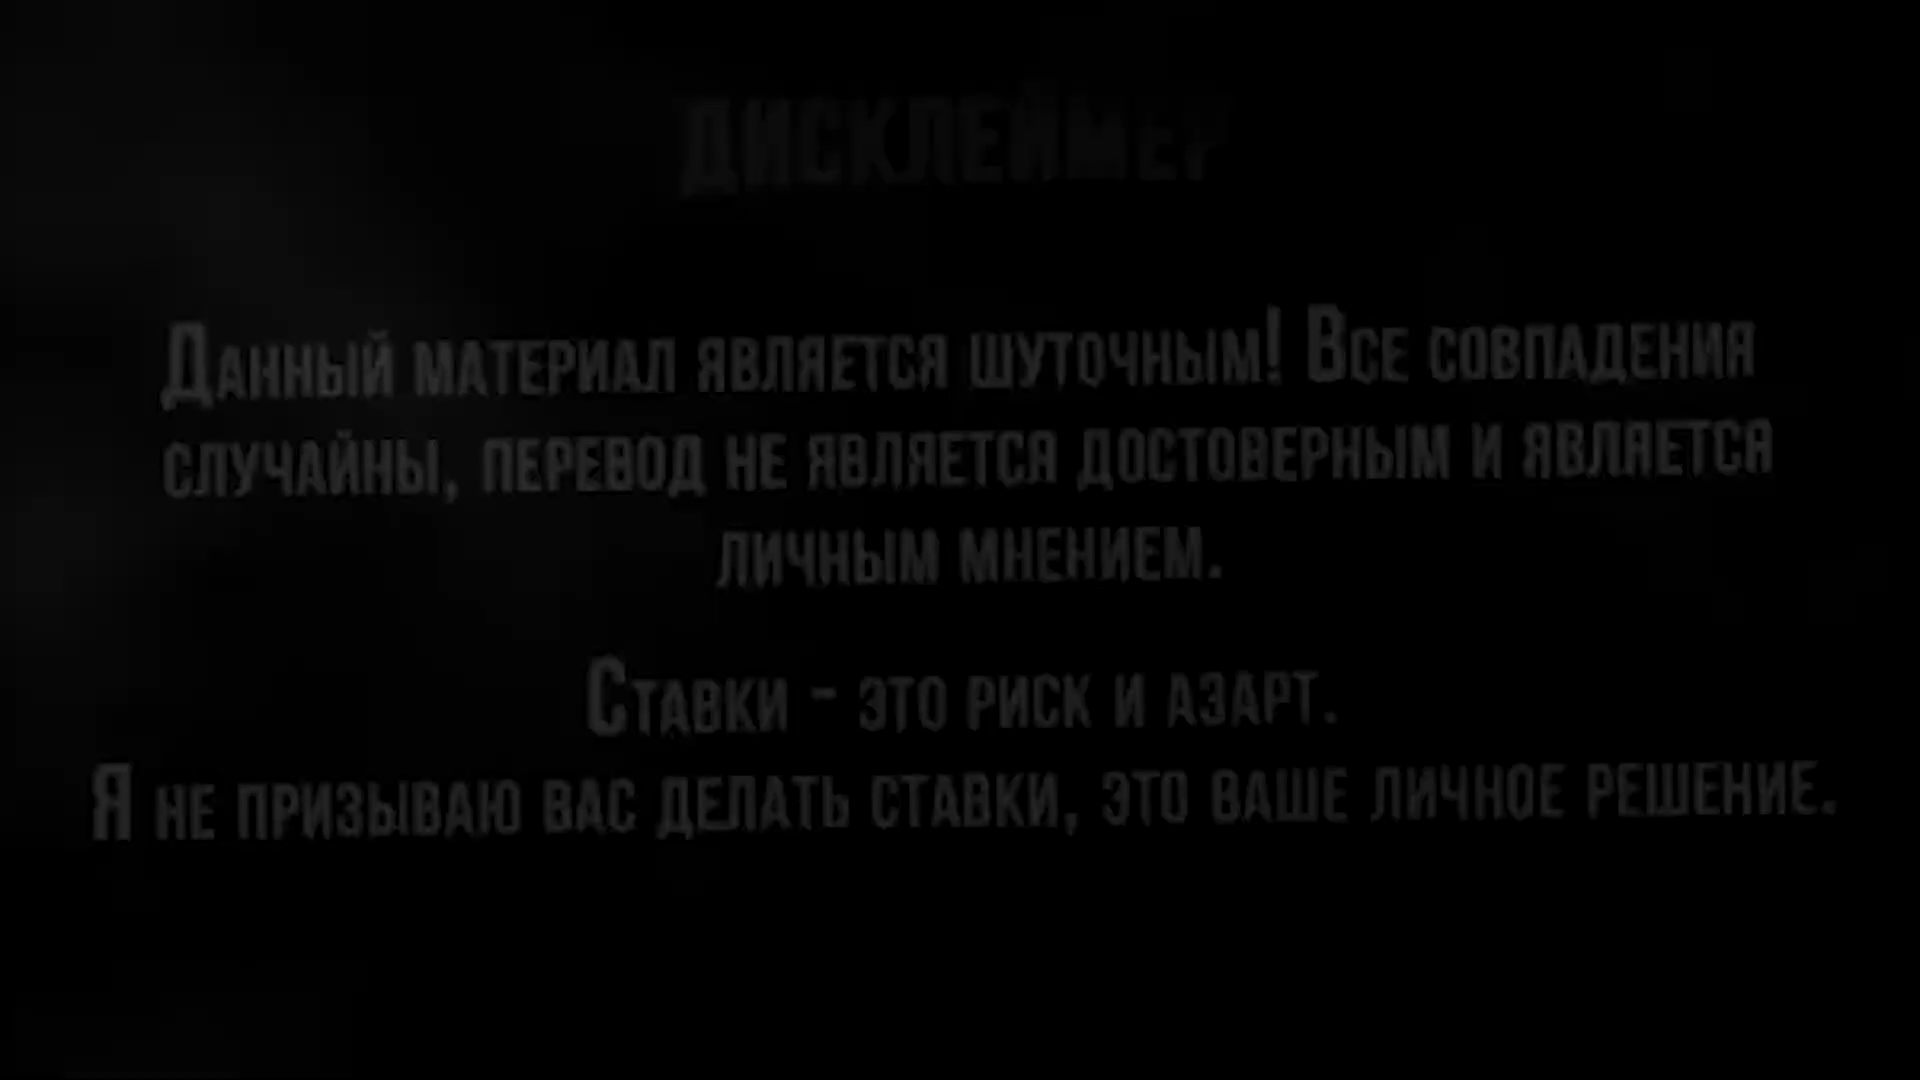 ДИСКЛЕЙМЕР
Данный материал является шуточным! Все совпадения
случайны, перевод не является достоверным и является
личным мнением.
Ставки - это риск и азарт.
Я не призываю вас делать ставки, это ваше личное решение.